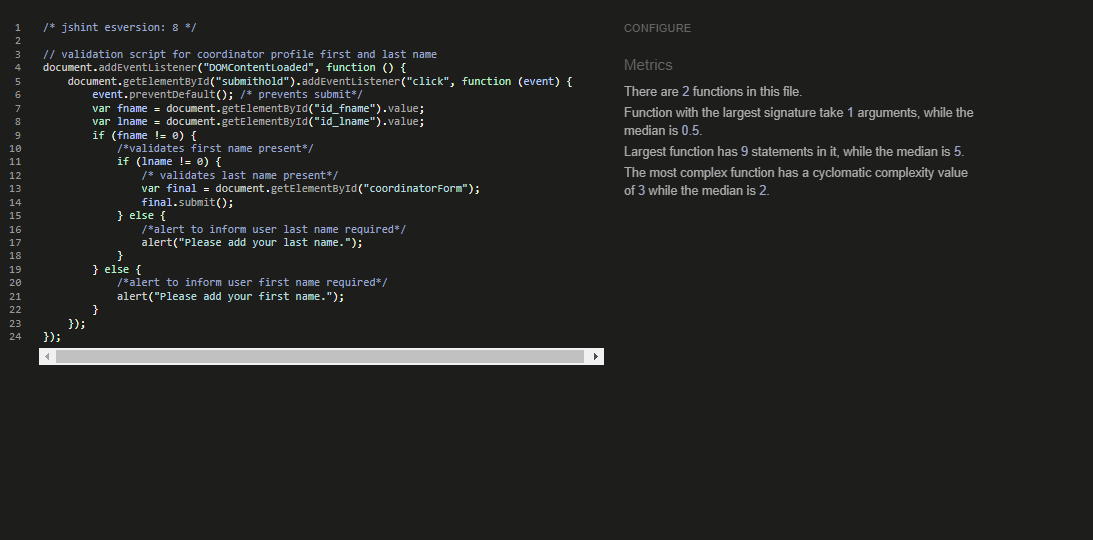 1 /* jshint esversion: 8 */
2
3 // validation script for coordinator profile first and last name
4 document.addEventListener("DOMContentLoaded", function () {
5     document.getElementById("submithold").addEventListener("click", function (event) {
6         event.preventDefault(); /* prevents submit*/
7         var fname = document.getElementById("id_fname").value;
8         var lname = document.getElementById("id_lname").value;
9         if (fname != 0) {
10             /*validates first name present*/
11             if (lname != 0) {
12                 /* validates last name present*/
13                 var final = document.getElementById("coordinatorForm");
14                 final.submit();
15             } else {
16                 /*alert to inform user last name required*/
17                 alert("Please add your last name.");
18             }
19         } else {
20             /*alert to inform user first name required*/
21             alert("Please add your first name.");
22         }
23     });
24 });
CONFIGURE
Metrics
There are 2 functions in this file.
Function with the largest signature take 1 arguments, while the
median is 0.5.
Largest function has 9 statements in it, while the median is 5.
The most complex function has a cyclomatic complexity value
of 3 while the median is 2.